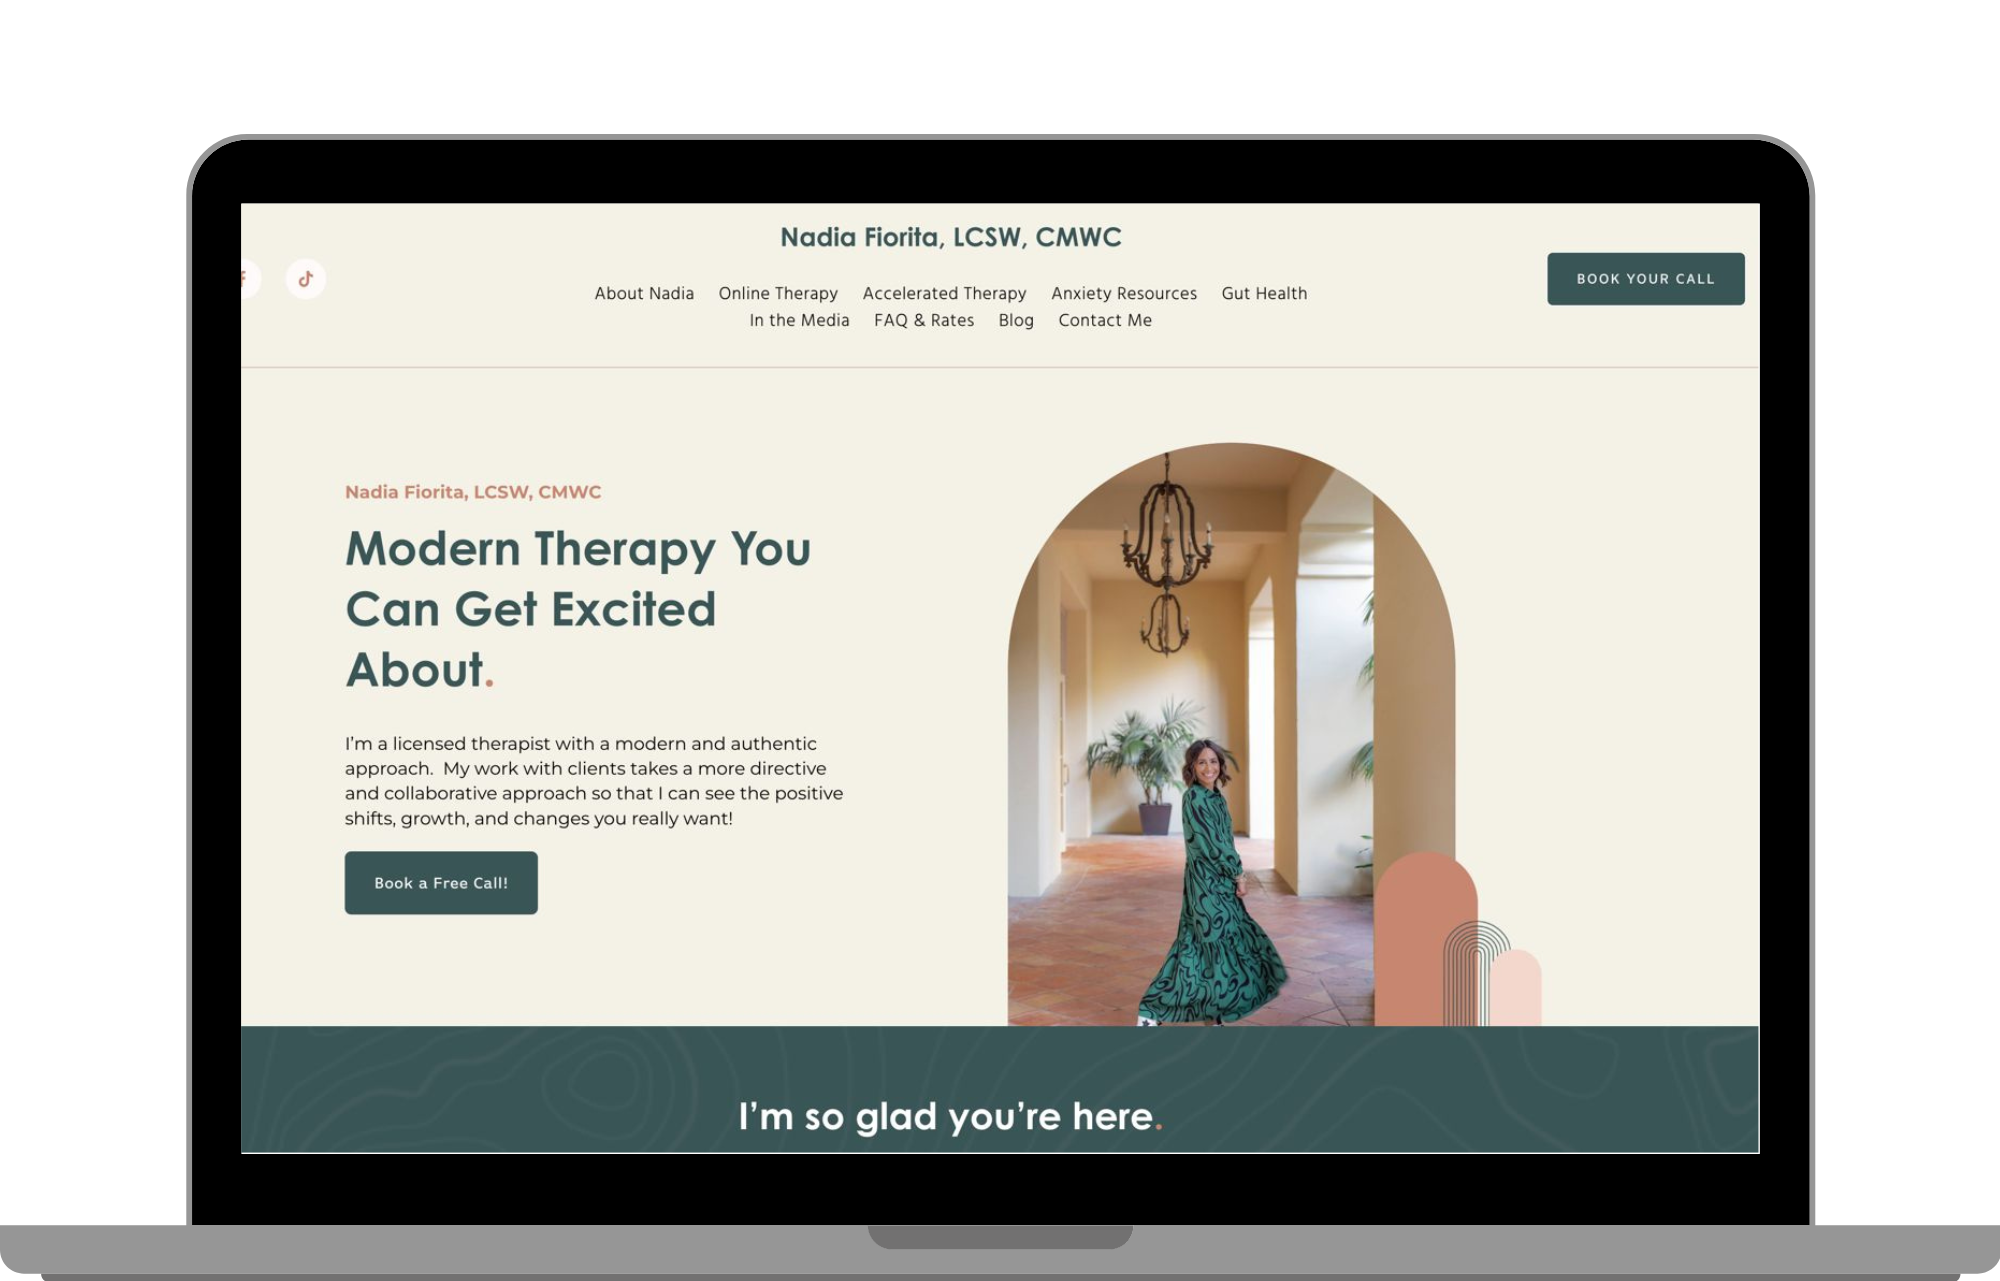 Nadia Fiorita, LCSW, CMWC
About Nadia Online Therapy Accelerated Therapy Anxiety Resources Gut Health
In the Media FAQ & Rates Blog Contact Me
BOOK YOUR CALL
Nadia Fiorita, LCSW, CMWC
Modern Therapy You
Can Get Excited
About.
I'm a licensed therapist with a modern and authentic
approach.  My work with clients takes a more directive
and collaborative approach so that I can see the positive
shifts, growth, and changes you really want!
Book a Free Call!
I'm so glad you're here.